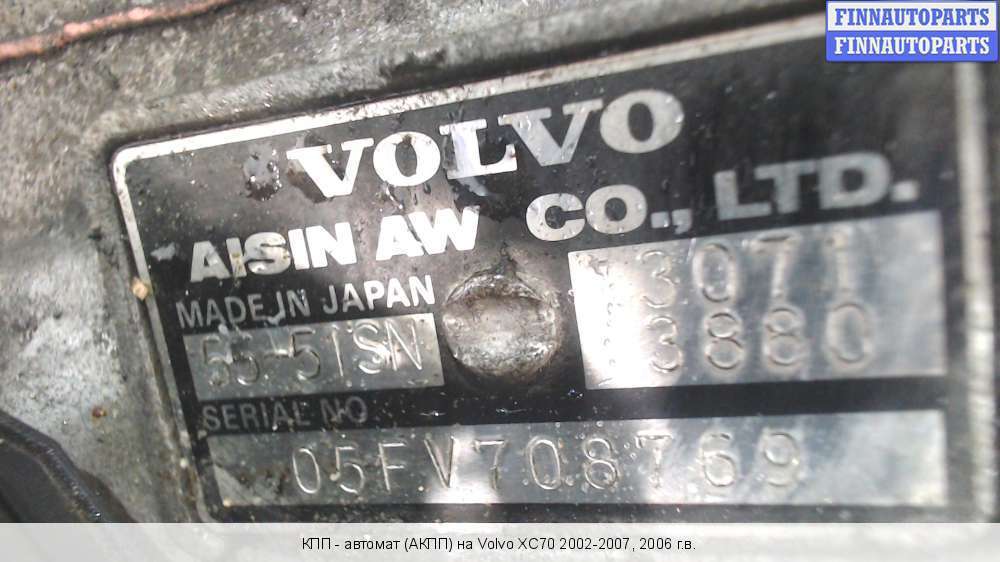 FINNAUTOPARTS
FINNAUTOPARTS
VOLVO
AISIN AW CO., LTD.
MADE IN JAPAN
3071
55-51SN
3880
SERIAL NO
05FV708769
КПП - автомат (АКПП) на Volvo XC70 2002-2007, 2006 г.в.